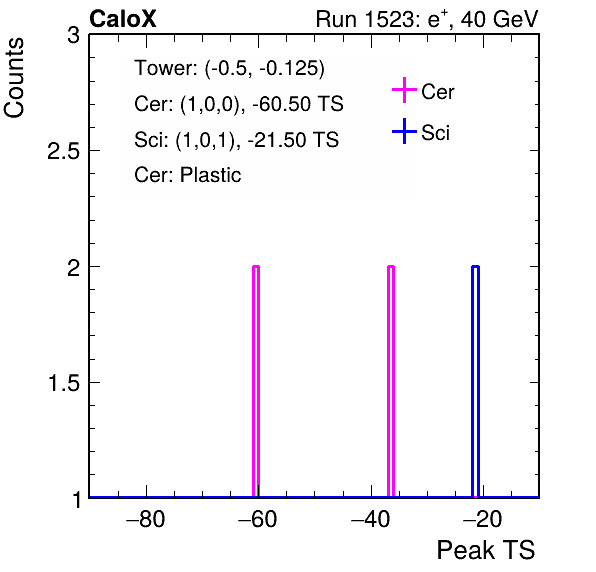 CaloX Run 1523: e⁺, 40 GeV
Counts
3
2.5
2
1.5
1
Tower: (-0.5, -0.125)
Cer: (1,0,0), -60.50 TS
Sci: (1,0,1), -21.50 TS
Cer: Plastic
Cer
Sci
−80 −60 −40 −20
Peak TS